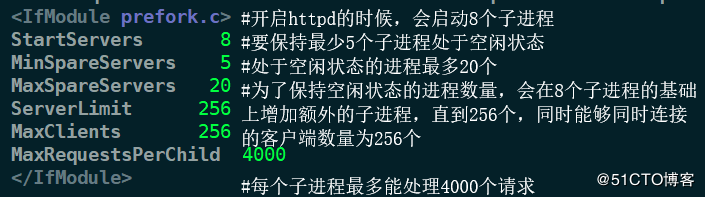 <IfModule prefork.c> #开启httpd的时候，会启动8个子进程
StartServers 8 #要保持最少5个子进程处于空闲状态
MinSpareServers 5 #处于空闲状态的进程最多20个
MaxSpareServers 20 #为了保持空闲状态的进程数量，会在8个子进程的基础
ServerLimit 256 上增加额外的子进程，直到256个，同时能够同时连接
MaxClients 256 的客户端数量为256个
MaxRequestsPerChild 4000
</IfModule> #每个子进程最多能处理4000个请求
@51CTO博客